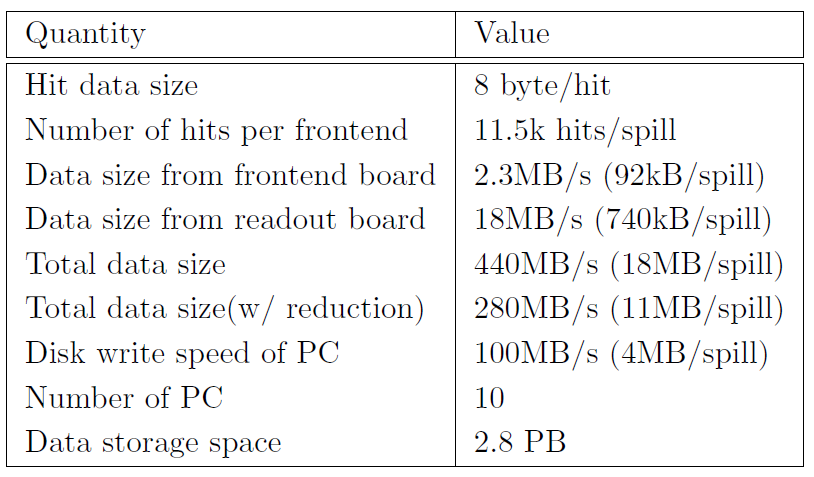 Quantity Value
Hit data size 8 byte/hit
Number of hits per frontend 11.5k hits/spill
Data size from frontend board 2.3MB/s (92kB/spill)
Data size from readout board 18MB/s (740kB/spill)
Total data size 440MB/s (18MB/spill)
Total data size(w/ reduction) 280MB/s (11MB/spill)
Disk write speed of PC 100MB/s (4MB/spill)
Number of PC 10
Data storage space 2.8 PB